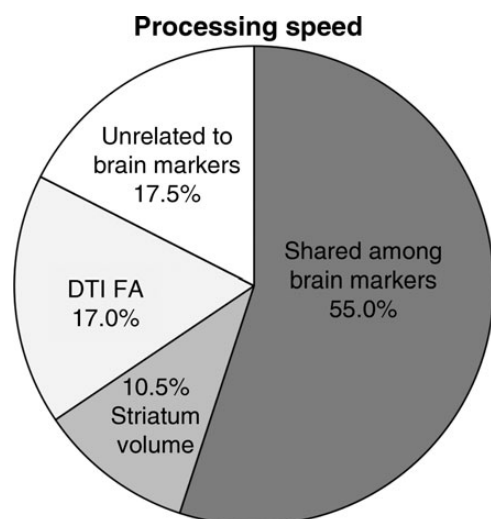 Processing speed
Unrelated to
brain markers
17.5%
Shared among
brain markers
55.0%
DTI FA
17.0%
10.5%
Striatum
volume